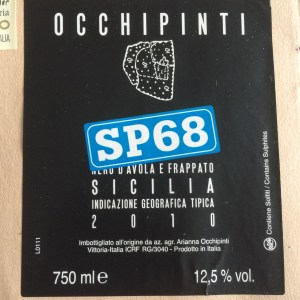 OCCHIPINTI
SP68
NERO D'AVOLA E FRAPPATO
SICILIA
INDICAZIONE GEOGRAFICA TIPICA
2010
Imbottigliato all'origine da az. agr. Arianna Occhipinti
Vittoria-Italia ICRF RG/3040 - Prodotto in Italia
750 ml e
12,5 % vol.
L0111
Contiene Solfiti / Contains Sulphites